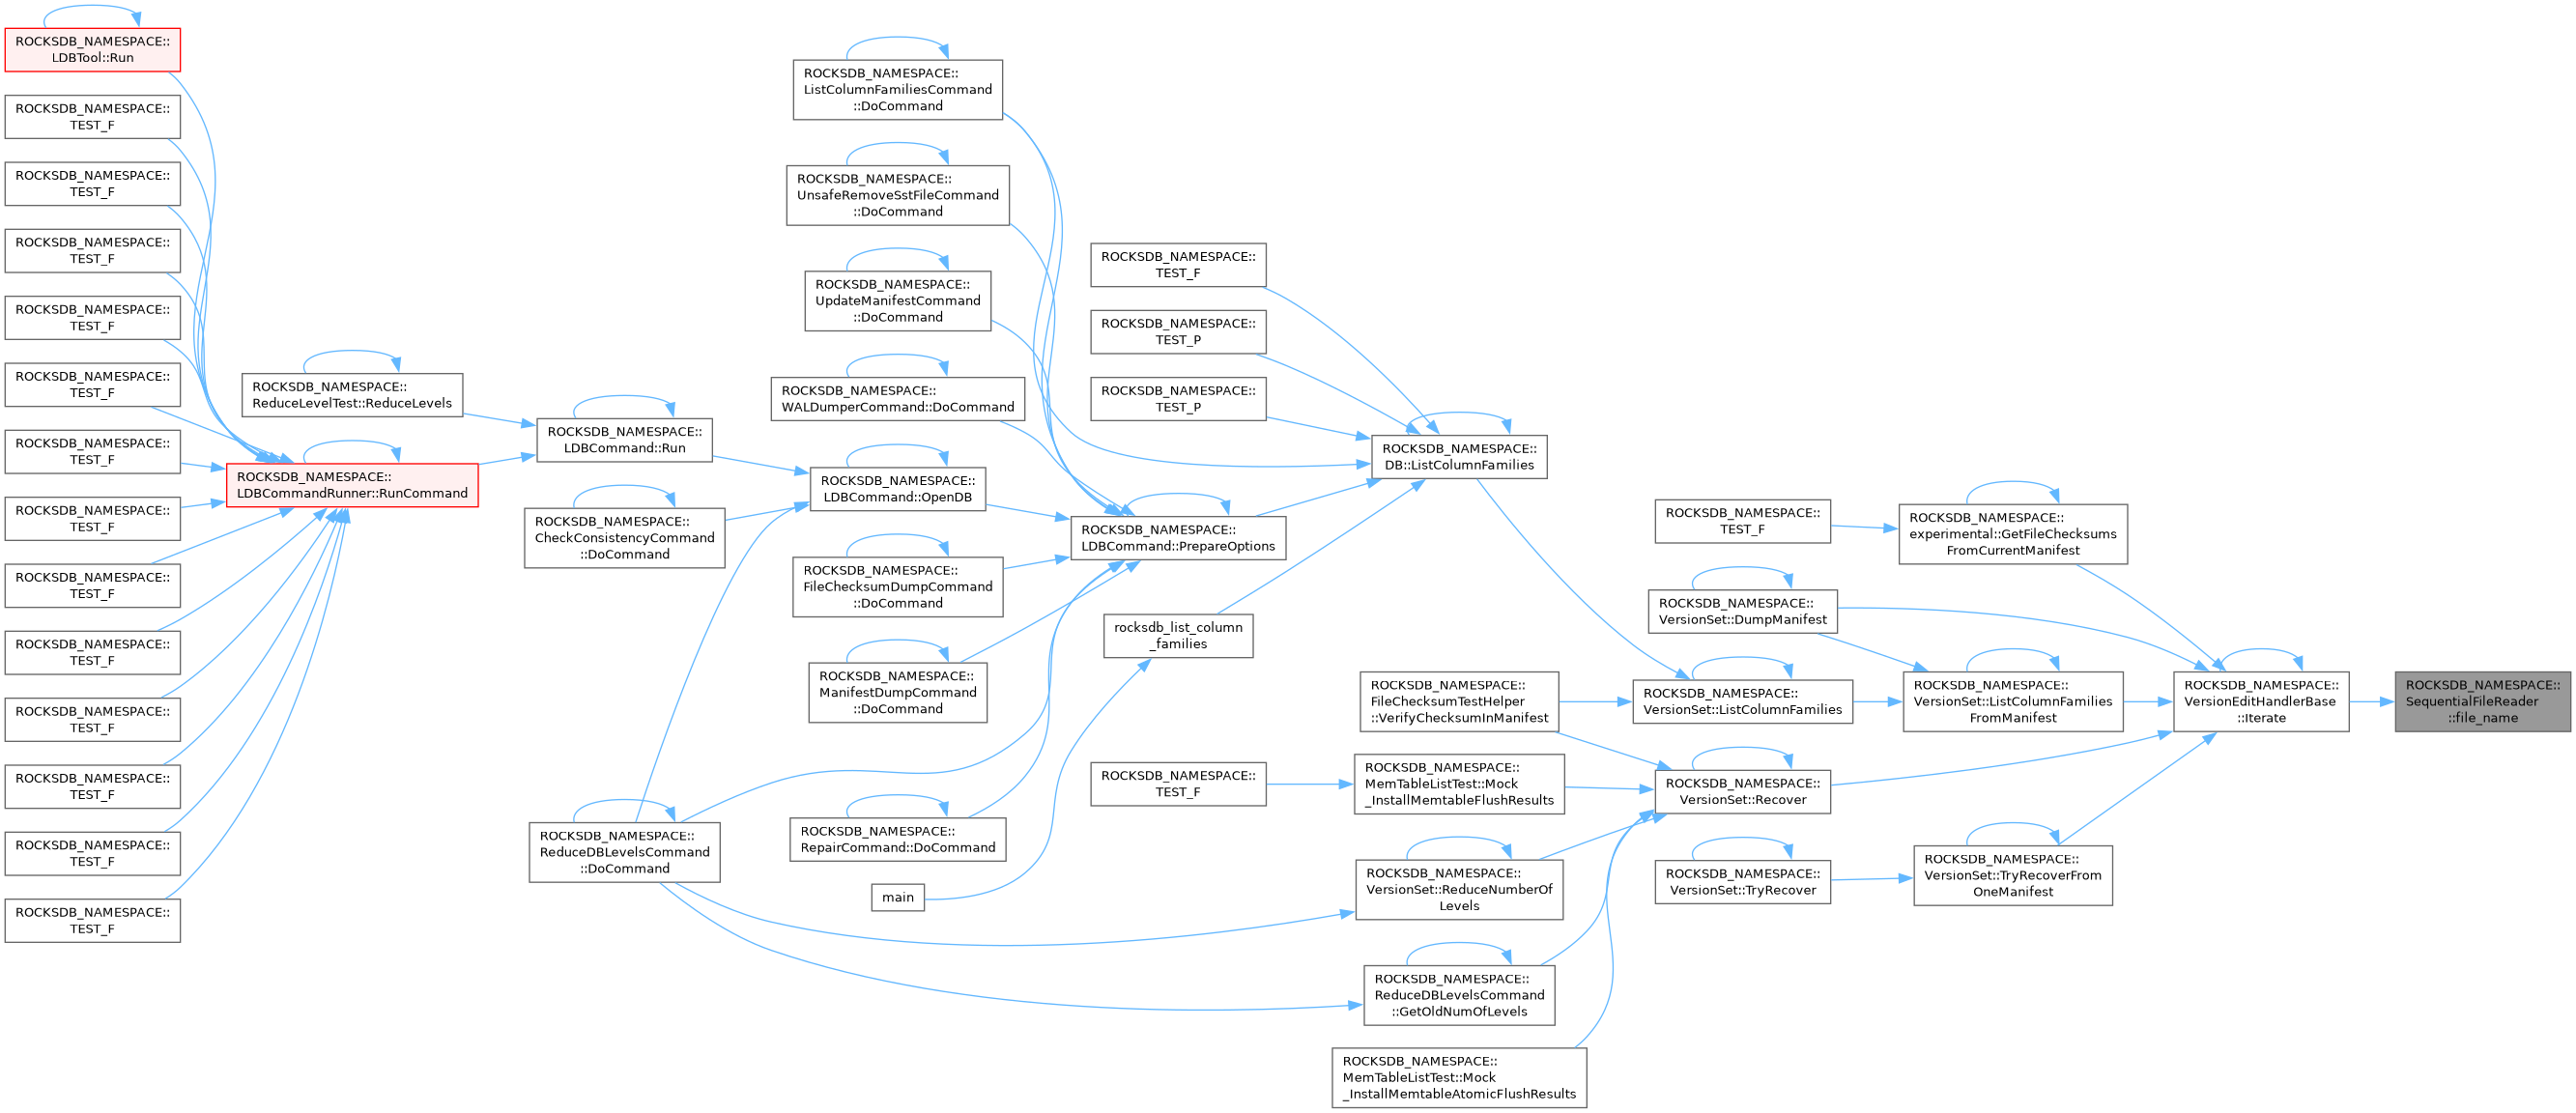 ROCKSDB_NAMESPACE::
LDBTool::Run
ROCKSDB_NAMESPACE::
TEST_F
ROCKSDB_NAMESPACE::
TEST_F
ROCKSDB_NAMESPACE::
TEST_F
ROCKSDB_NAMESPACE::
TEST_F
ROCKSDB_NAMESPACE::
TEST_F
ROCKSDB_NAMESPACE::
TEST_F
ROCKSDB_NAMESPACE::
TEST_F
ROCKSDB_NAMESPACE::
TEST_F
ROCKSDB_NAMESPACE::
TEST_F
ROCKSDB_NAMESPACE::
TEST_F
ROCKSDB_NAMESPACE::
TEST_F
ROCKSDB_NAMESPACE::
TEST_F
ROCKSDB_NAMESPACE::
TEST_F
ROCKSDB_NAMESPACE::
ReduceLevelTest::ReduceLevels
ROCKSDB_NAMESPACE::
LDBCommandRunner::RunCommand
ROCKSDB_NAMESPACE::
LDBCommand::Run
ROCKSDB_NAMESPACE::
CheckConsistencyCommand
::DoCommand
ROCKSDB_NAMESPACE::
ReduceDBLevelsCommand
::DoCommand
ROCKSDB_NAMESPACE::
ListColumnFamiliesCommand
::DoCommand
ROCKSDB_NAMESPACE::
UnsafeRemoveSstFileCommand
::DoCommand
ROCKSDB_NAMESPACE::
UpdateManifestCommand
::DoCommand
ROCKSDB_NAMESPACE::
WALDumperCommand::DoCommand
ROCKSDB_NAMESPACE::
LDBCommand::OpenDB
ROCKSDB_NAMESPACE::
FileChecksumDumpCommand
::DoCommand
ROCKSDB_NAMESPACE::
ManifestDumpCommand
::DoCommand
ROCKSDB_NAMESPACE::
RepairCommand::DoCommand
main
ROCKSDB_NAMESPACE::
TEST_F
ROCKSDB_NAMESPACE::
TEST_P
ROCKSDB_NAMESPACE::
TEST_P
ROCKSDB_NAMESPACE::
LDBCommand::PrepareOptions
rocksdb_list_column
_families
ROCKSDB_NAMESPACE::
TEST_F
ROCKSDB_NAMESPACE::
DB::ListColumnFamilies
ROCKSDB_NAMESPACE::
FileChecksumTestHelper
::VerifyChecksumInManifest
ROCKSDB_NAMESPACE::
MemTableListTest::Mock
_InstallMemtableFlushResults
ROCKSDB_NAMESPACE::
VersionSet::ReduceNumberOf
Levels
ROCKSDB_NAMESPACE::
ReduceDBLevelsCommand
::GetOldNumOfLevels
ROCKSDB_NAMESPACE::
MemTableListTest::Mock
_InstallMemtableAtomicFlushResults
ROCKSDB_NAMESPACE::
TEST_F
ROCKSDB_NAMESPACE::
VersionSet::DumpManifest
ROCKSDB_NAMESPACE::
VersionSet::ListColumnFamilies
ROCKSDB_NAMESPACE::
VersionSet::Recover
ROCKSDB_NAMESPACE::
VersionSet::TryRecover
ROCKSDB_NAMESPACE::
experimental::GetFileChecksums
FromCurrentManifest
ROCKSDB_NAMESPACE::
VersionSet::ListColumnFamilies
FromManifest
ROCKSDB_NAMESPACE::
VersionSet::TryRecoverFrom
OneManifest
ROCKSDB_NAMESPACE::
VersionEditHandlerBase
::Iterate
ROCKSDB_NAMESPACE::
SequentialFileReader
::file_name